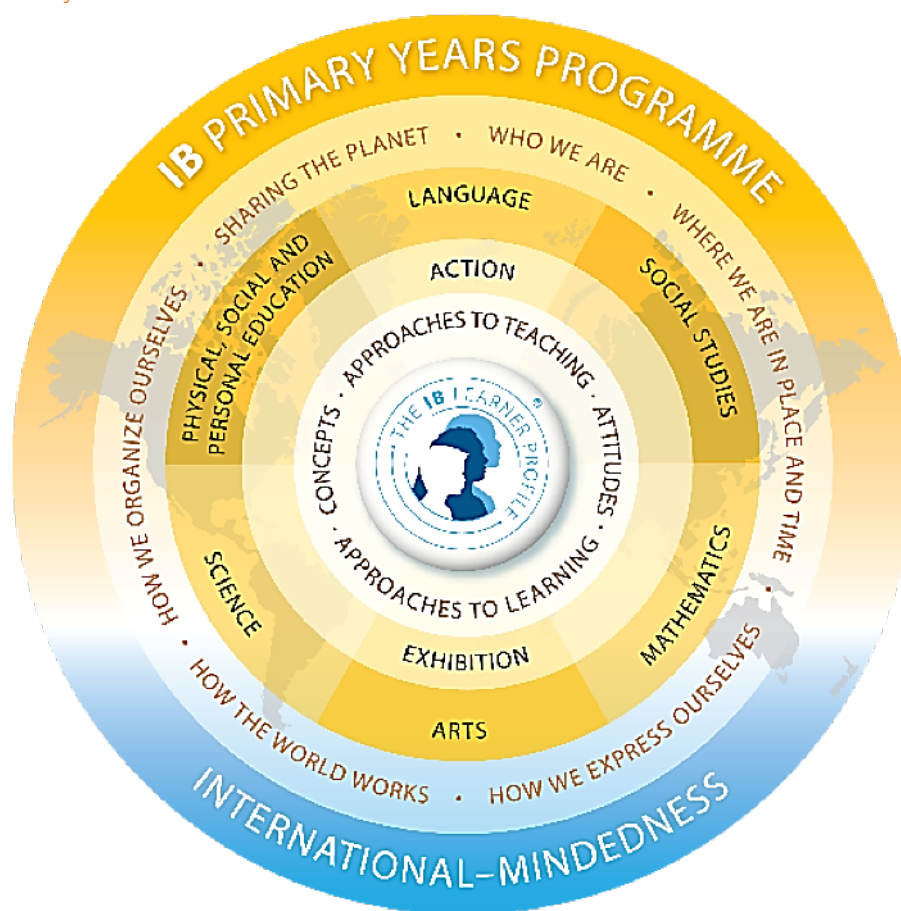 IB PRIMARY YEARS PROGRAMME
SHARING THE PLANET
WHO WE ARE
WHERE WE ARE IN PLACE AND TIME
HOW WE EXPRESS OURSELVES
HOW THE WORLD WORKS
HOW WE ORGANIZE OURSELVES
LANGUAGE
SOCIAL STUDIES
MATHEMATICS
ARTS
SCIENCE
PHYSICAL, SOCIAL AND
PERSONAL EDUCATION
ACTION
EXHIBITION
APPROACHES TO TEACHING
ATTITUDES
APPROACHES TO LEARNING
CONCEPTS
THE IB LEARNER PROFILE ®
INTERNATIONAL–MINDEDNESS